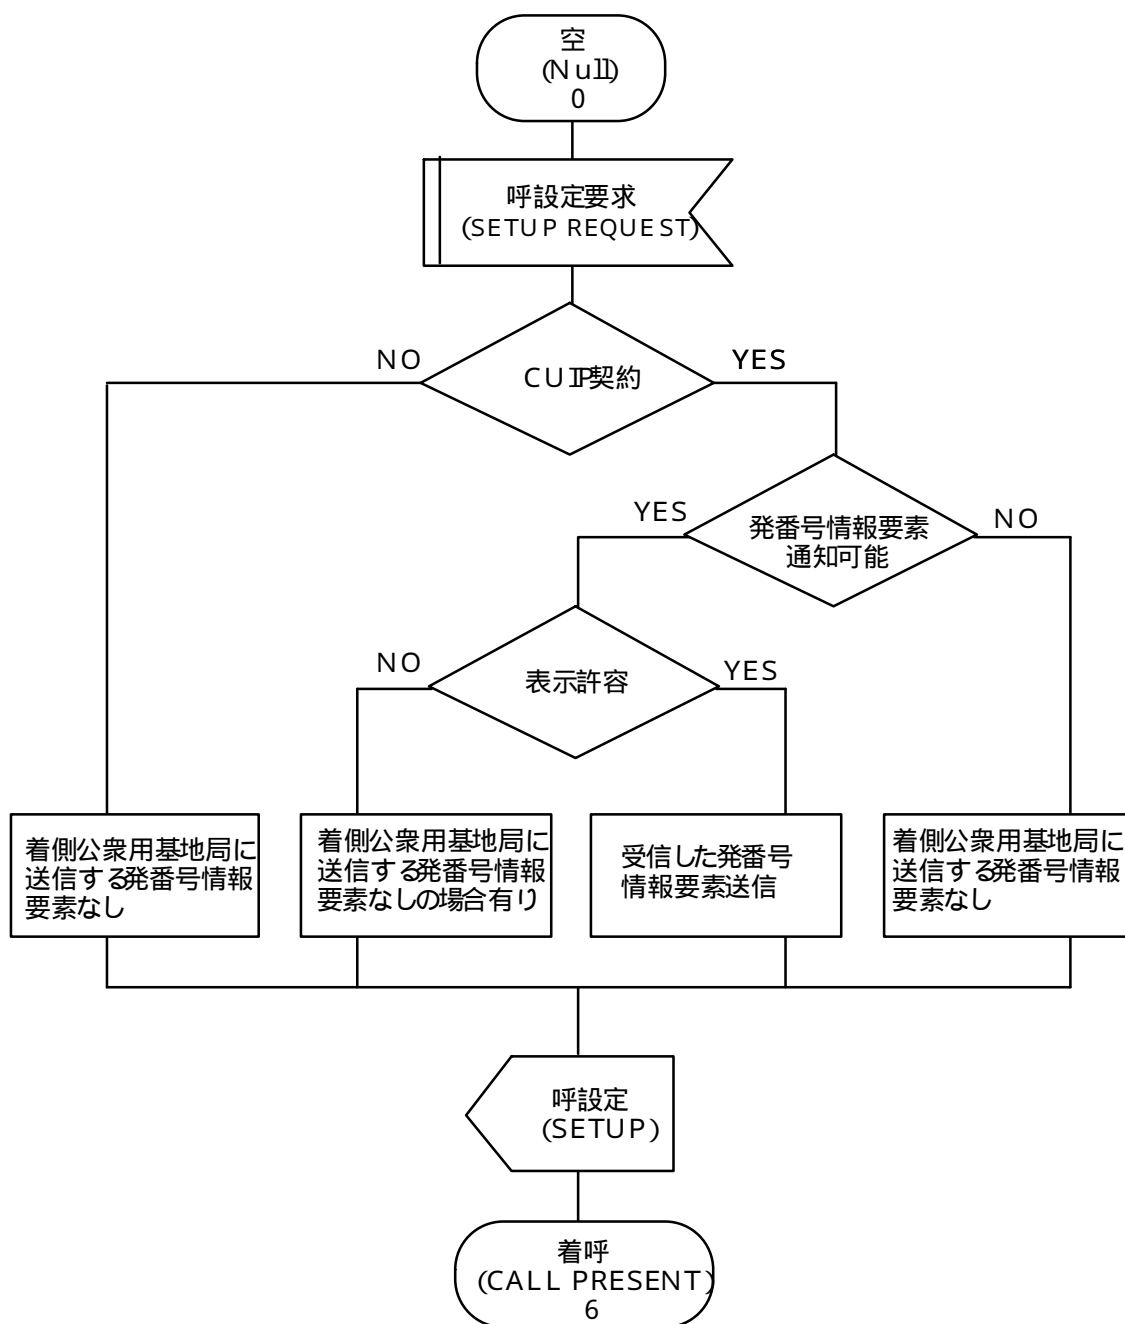 空
(Null)
0
呼設定要求
(SETUP REQUEST)
NO
YES
CUIP契約
YES
NO
発番号情報要素
通知可能
NO
YES
表示許容
着側公衆用基地局に
送信する発番号情報
要素なし
着側公衆用基地局に
送信する発番号情報
要素なしの場合有り
受信した発番号
情報要素送信
着側公衆用基地局に
送信する発番号情報
要素なし
呼設定
(SETUP)
着呼
(CALL PRESENT)
6